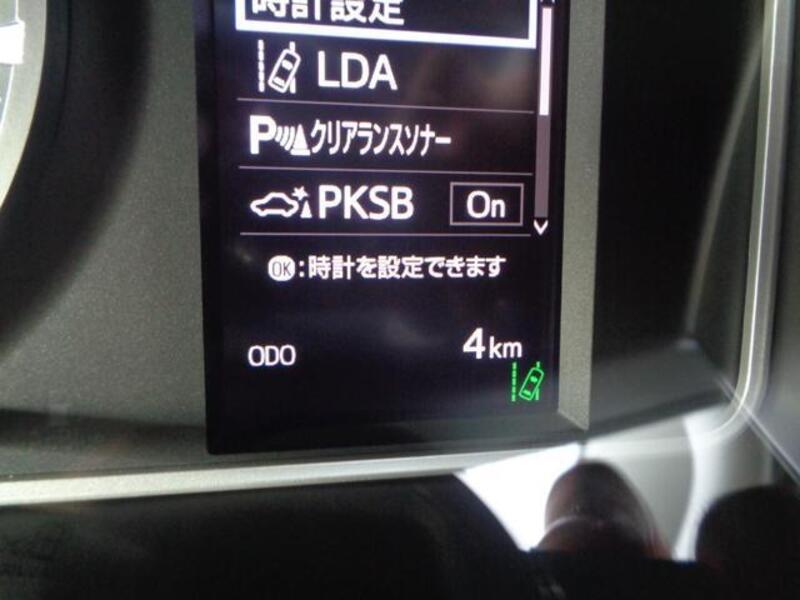 時計設定
LDA
Pクリアランスソナー
PKSB On
OK:時計を設定できます
ODO 4km